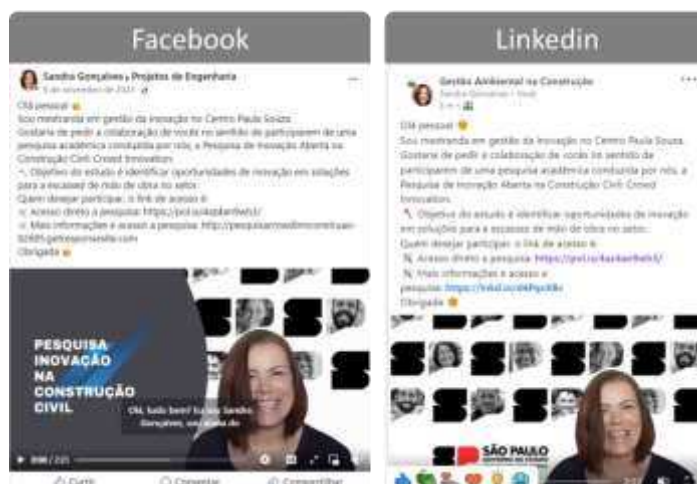 Facebook
Sandra Gonçalves ▸ Projetos de Engenharia
5 de novembro de
Olá pessoal
Sou mestranda em gestão da inovação no Centro Paula Souza
Gostaria de pedir a colaboração de vocês no sentido de participarem de uma
pesquisa acadêmica conduzida por nós, a Pesquisa de Inovação Aberta na
Construção Civil: Crowd Innovation
Objetivo do estudo é identificar oportunidades de inovação em soluções
para a escassez de mão de obra no setor.
Quem desejar participar, o link de acesso é:
Acesso direto a pesquisa:
Mais informações e acesso a pesquisa:
Obrigada
PESQUISA
INOVAÇÃO
NA
CONSTRUÇÃO
CIVIL
Olá, tudo bem? Eu sou Sandra
Gonçalves, sou aluna do
Curtir
Comentar
Compartilhar
Linkedin
Gestão Ambiental na Construção
Sandra Gonçalves
Olá pessoal
Sou mestranda em gestão da inovação no Centro Paula Souza.
Gostaria de pedir a colaboração de vocês no sentido de
participarem de uma pesquisa acadêmica conduzida por nós, a
Pesquisa de Inovação Aberta na Construção Civil: Crowd
Innovation.
Objetivo do estudo é identificar oportunidades de inovação
em soluções para a escassez de mão de obra no setor.
Quem desejar participar, o link de acesso é:
Acesso direto a pesquisa:
Mais informações e acesso a
pesquisa:
Obrigada
SÃO PAULO